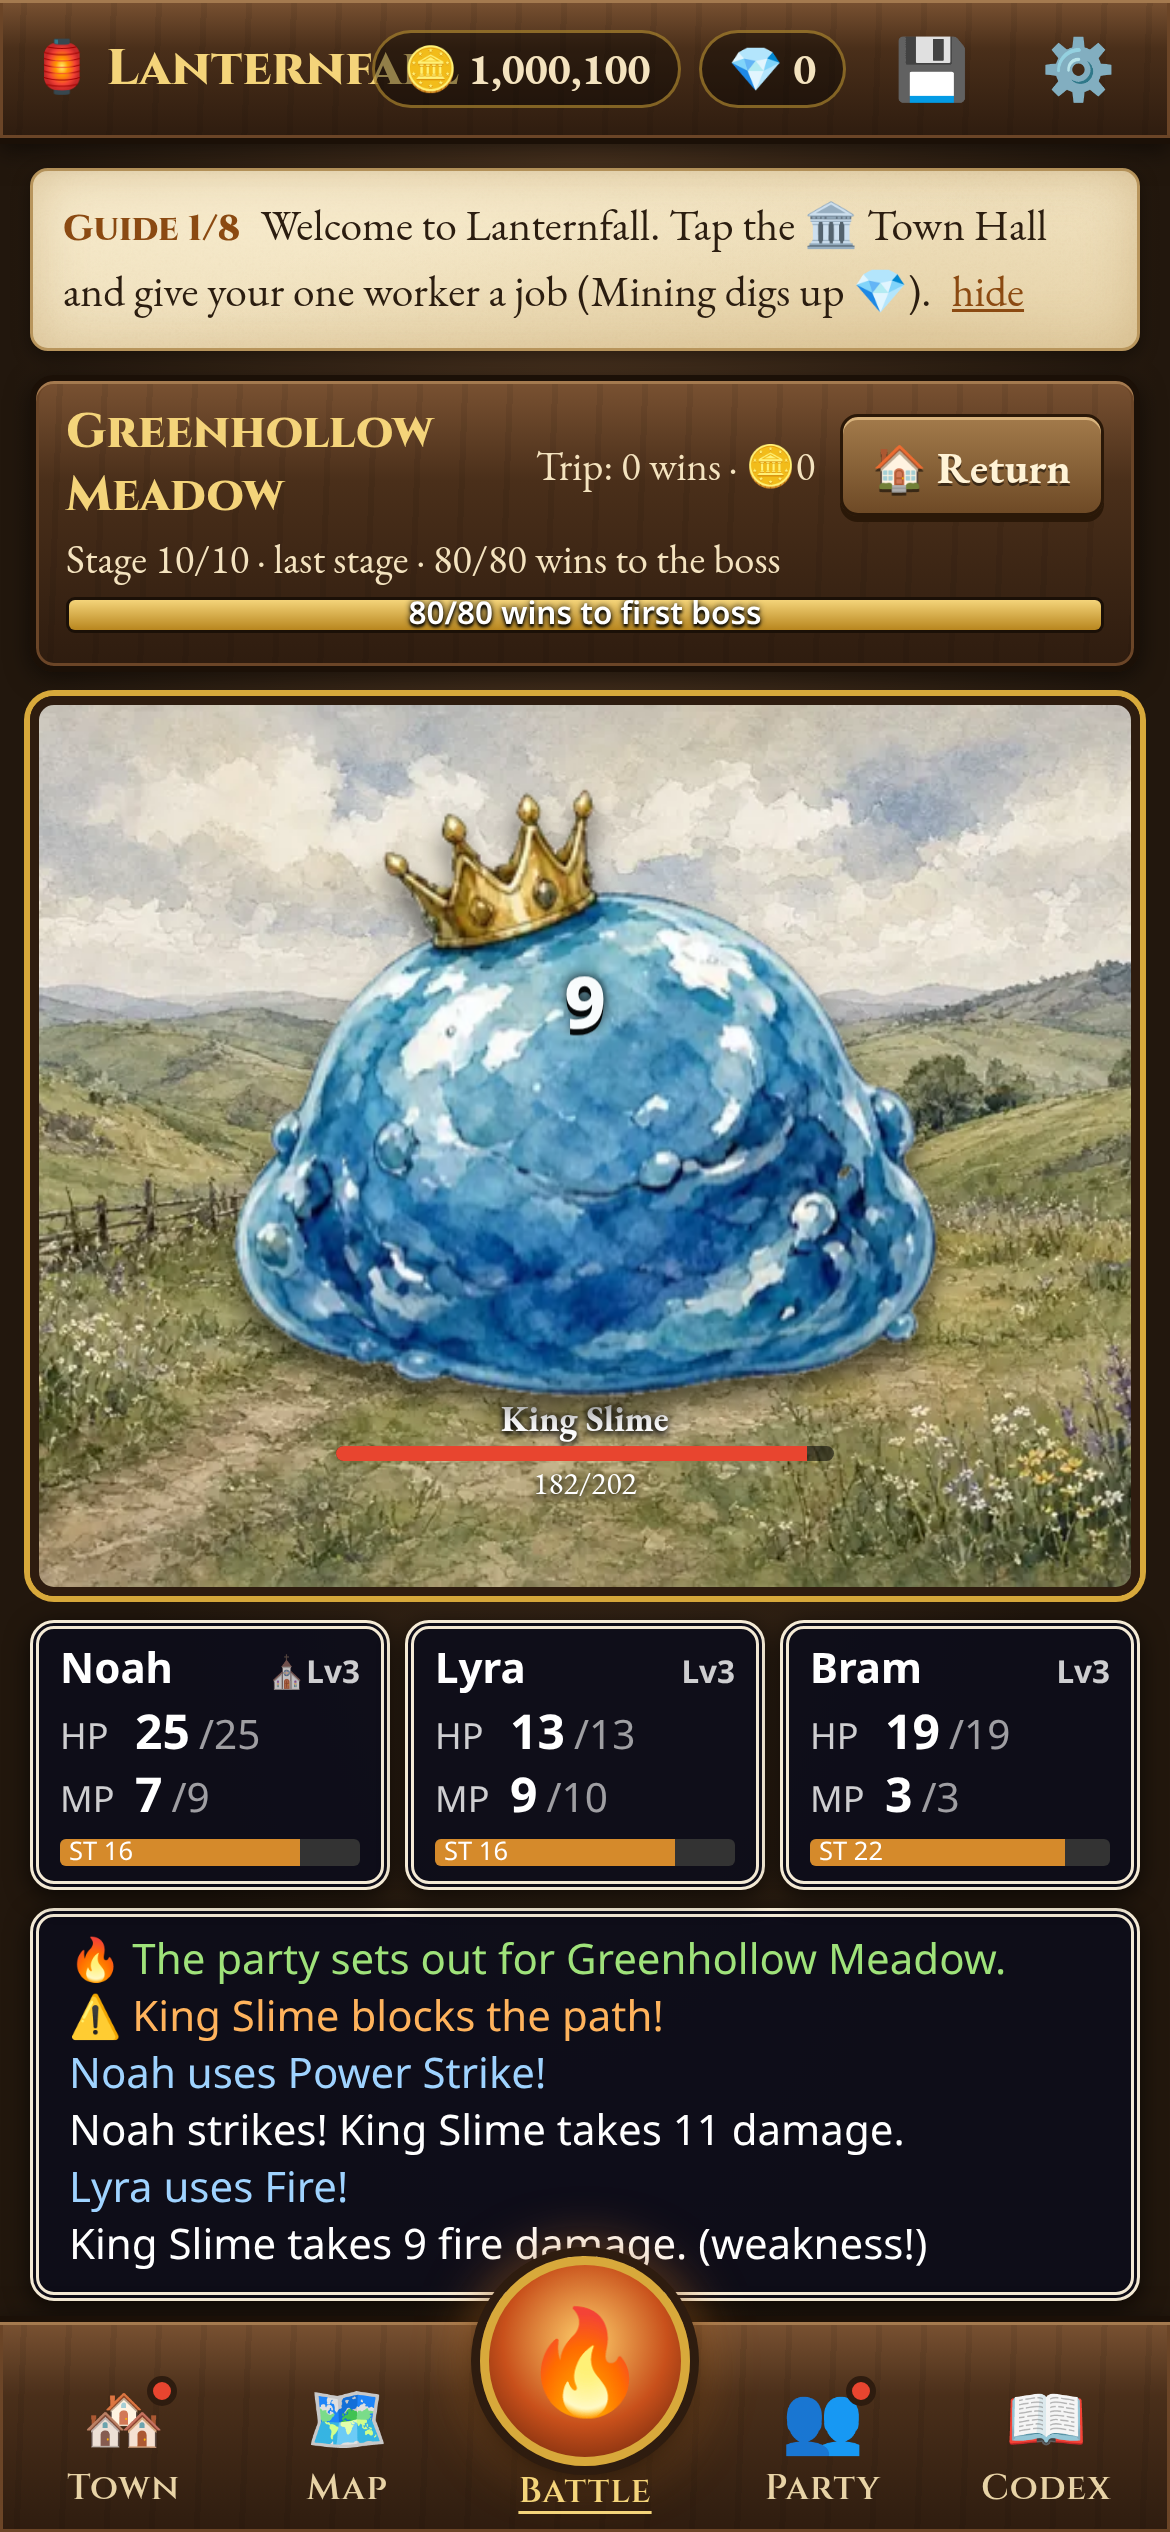 LANTERNFAL
1,000,100
0
GUIDE 1/8 Welcome to Lanternfall. Tap the 🏛️ Town Hall
and give your one worker a job (Mining digs up 💎). hide
GREENHOLLOW
MEADOW
Trip: 0 wins · 🪙0
🏠 Return
Stage 10/10 · last stage · 80/80 wins to the boss
80/80 wins to first boss
9
King Slime
182/202
Noah ⛪Lv3
HP 25 /25
MP 7 /9
ST 16
Lyra Lv3
HP 13 /13
MP 9 /10
ST 16
Bram Lv3
HP 19 /19
MP 3 /3
ST 22
🔥 The party sets out for Greenhollow Meadow.
⚠️ King Slime blocks the path!
Noah uses Power Strike!
Noah strikes! King Slime takes 11 damage.
Lyra uses Fire!
King Slime takes 9 fire damage. (weakness!)
TOWN
MAP
BATTLE
PARTY
CODEX